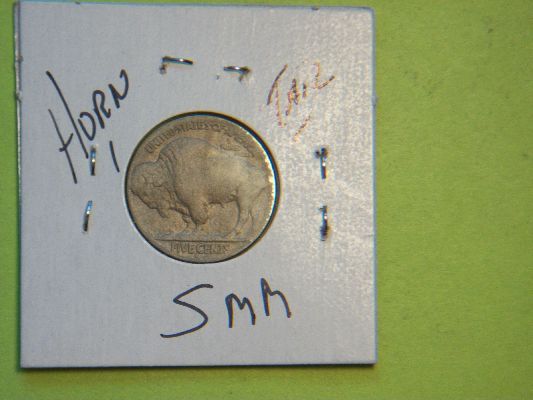 HORN
TAIL
UNITED STATES OF AMERICA
FIVE CENTS
SMM